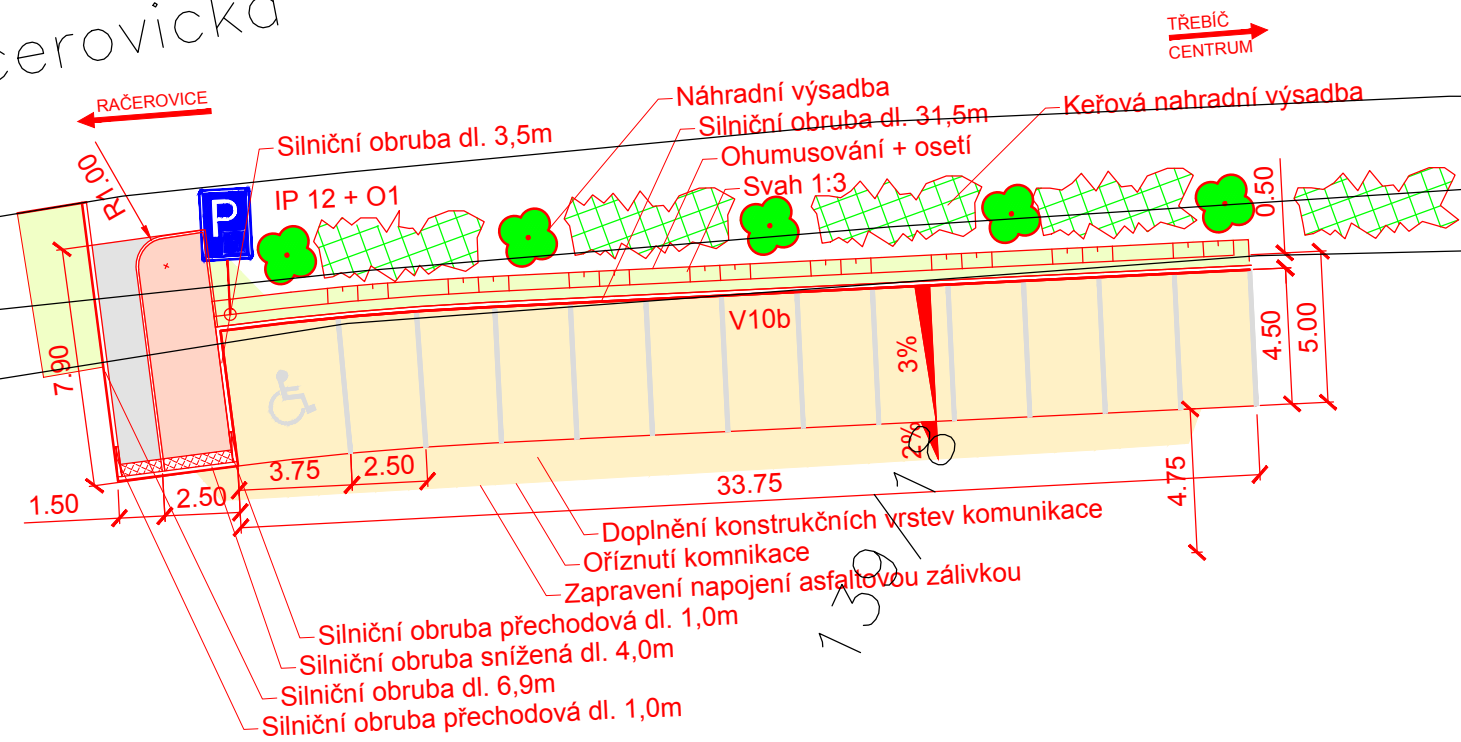 cerovická
TŘEBÍČ
CENTRUM
RAČEROVICE
Náhradní výsadba
Keřová nahradní výsadba
Silniční obruba dl. 31,5m
Silniční obruba dl. 3,5m
Ohumusování + osetí
Svah 1:3
R1.00
P
IP 12 + O1
0.50
V10b
3%
4.50
5.00
7.90
2%
3.75
2.50
1.50
2.50
33.75
4.75
Doplnění konstrukčních vrstev komunikace
Oříznutí komnikace
Zapravení napojení asfaltovou zálivkou
139/18
Silniční obruba přechodová dl. 1,0m
Silniční obruba snížená dl. 4,0m
Silniční obruba dl. 6,9m
Silniční obruba přechodová dl. 1,0m